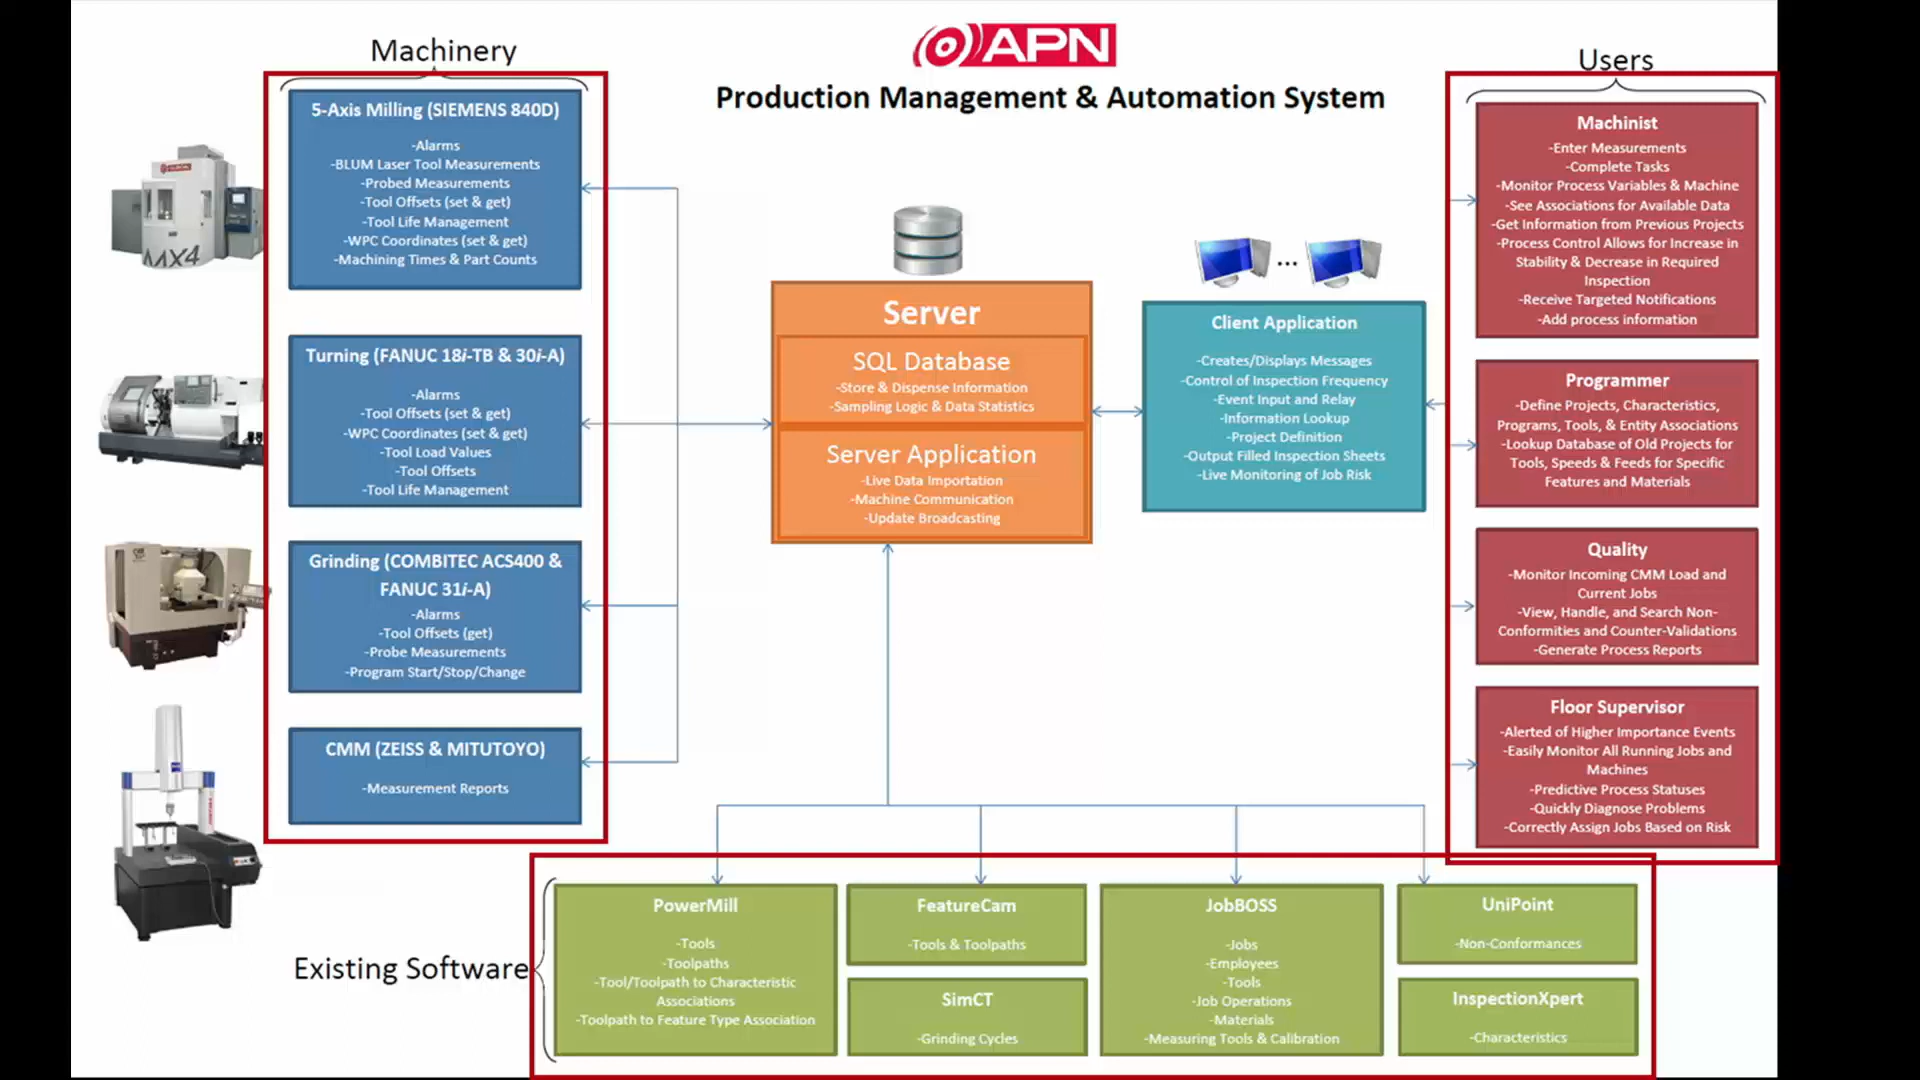 APN
Production Management & Automation System
Machinery
5-Axis Milling (SIEMENS 840D)
-Alarms
-BLUM Laser Tool Measurements
-Probed Measurements
-Tool Offsets (set & get)
-Tool Life Management
-WPC Coordinates (set & get)
-Machining Times & Part Counts
MX4
Turning (FANUC 18i-TB & 30i-A)
-Alarms
-Tool Offsets (set & get)
-WPC Coordinates (set & get)
-Tool Load Values
-Tool Offsets
-Tool Life Management
Grinding (COMBITEC ACS400 &
FANUC 31i-A)
-Alarms
-Tool Offsets (get)
-Probe Measurements
-Program Start/Stop/Change
CMM (ZEISS & MITUTOYO)
-Measurement Reports
Server
SQL Database
-Store & Dispense Information
-Sampling Logic & Data Statistics
Server Application
-Live Data Importation
-Machine Communication
-Update Broadcasting
...
Client Application
-Creates/Displays Messages
-Control of Inspection Frequency
-Event Input and Relay
-Information Lookup
-Project Definition
-Output Filled Inspection Sheets
-Live Monitoring of Job Risk
Users
Machinist
-Enter Measurements
-Complete Tasks
-Monitor Process Variables & Machine
-See Associations for Available Data
-Get Information from Previous Projects
-Process Control Allows for Increase in
Stability & Decrease in Required
Inspection
-Receive Targeted Notifications
-Add process information
Programmer
-Define Projects, Characteristics,
Programs, Tools, & Entity Associations
-Lookup Database of Old Projects for
Tools, Speeds & Feeds for Specific
Features and Materials
Quality
-Monitor Incoming CMM Load and
Current Jobs
-View, Handle, and Search Non-
Conformities and Counter-Validations
-Generate Process Reports
Floor Supervisor
-Alerted of Higher Importance Events
-Easily Monitor All Running Jobs and
Machines
-Predictive Process Statuses
-Quickly Diagnose Problems
-Correctly Assign Jobs Based on Risk
Existing Software
PowerMill
-Tools
-Toolpaths
-Tool/Toolpath to Characteristic
Associations
-Toolpath to Feature Type Association
FeatureCam
-Tools & Toolpaths
SimCT
-Grinding Cycles
JobBOSS
-Jobs
-Employees
-Tools
-Job Operations
-Materials
-Measuring Tools & Calibration
UniPoint
-Non-Conformances
InspectionXpert
-Characteristics